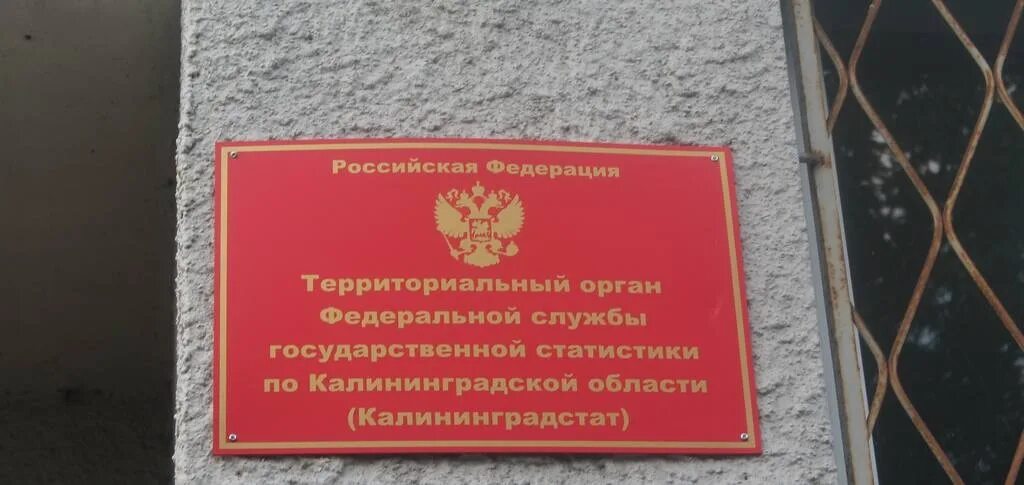 Российская Федерация
Территориальный орган
Федеральной службы
государственной статистики
по Калининградской области
(Калининградстат)